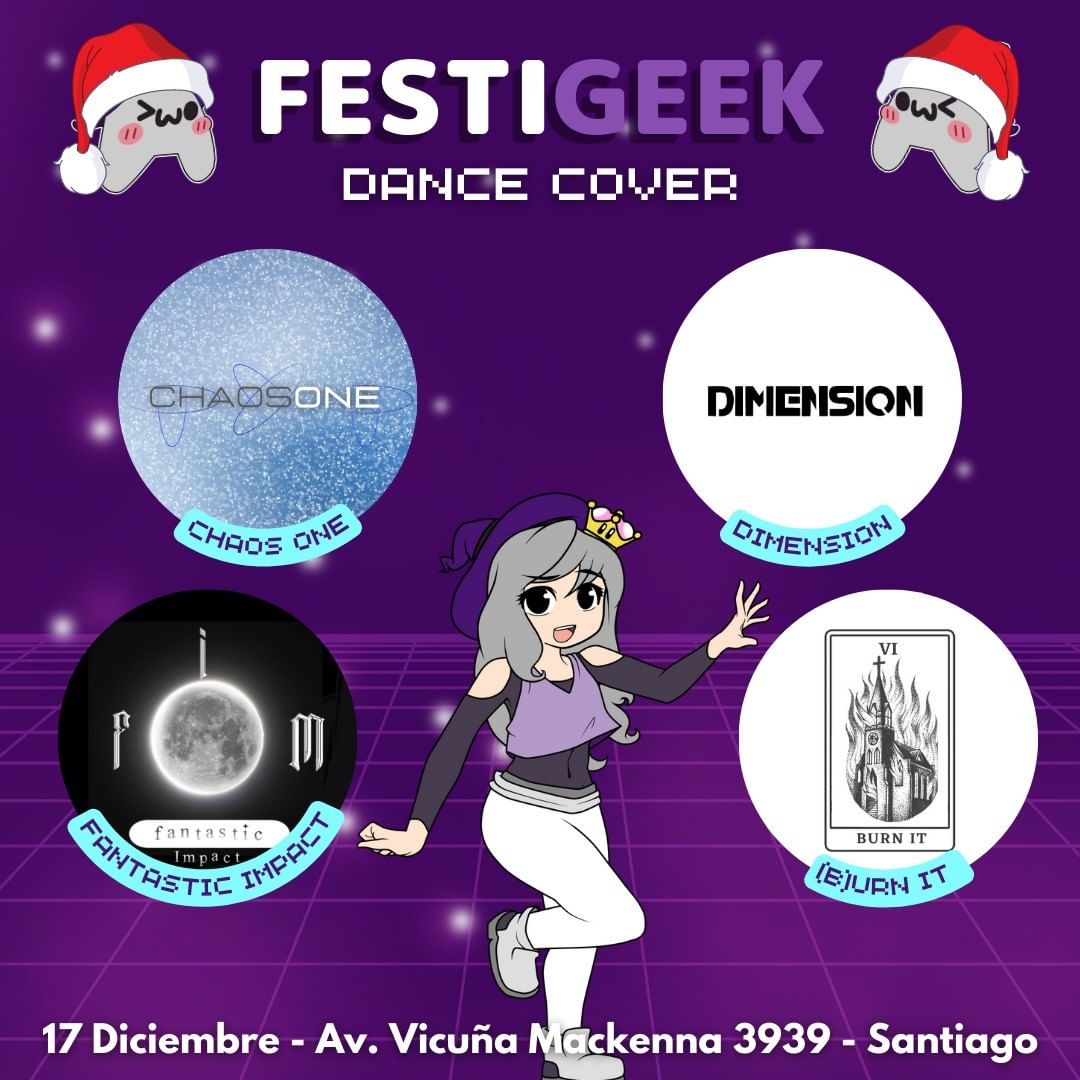 FESTIGEEK
DANCE COVER
CHAOSONE
CHAOS ONE
DIMENSION
DIMENSION
i
F
M
fantastic
Impact
FANTASTIC IMPACT
VI
BURN IT
(B)URN IT
17 Diciembre - Av. Vicuña Mackenna 3939 - Santiago